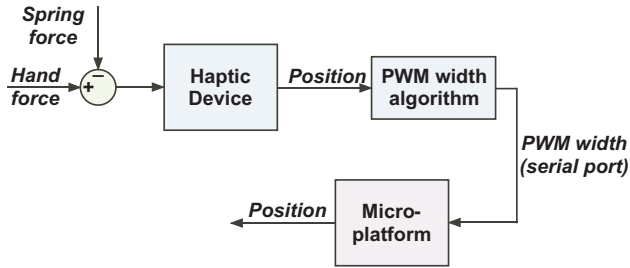 Spring
force
Hand
force
−
+
Haptic
Device
Position
PWM width
algorithm
PWM width
(serial port)
Micro-
platform
Position